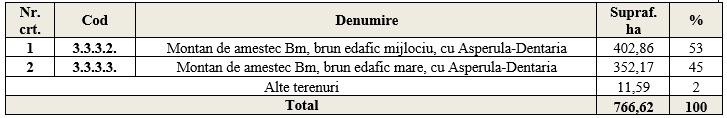 Nr. crt. Cod Denumire Supraf. ha %
1 3.3.3.2. Montan de amestec Bm, brun edafic mijlociu, cu Asperula-Dentaria 402,86 53
2 3.3.3.3. Montan de amestec Bm, brun edafic mare, cu Asperula-Dentaria 352,17 45
Alte terenuri 11,59 2
Total 766,62 100